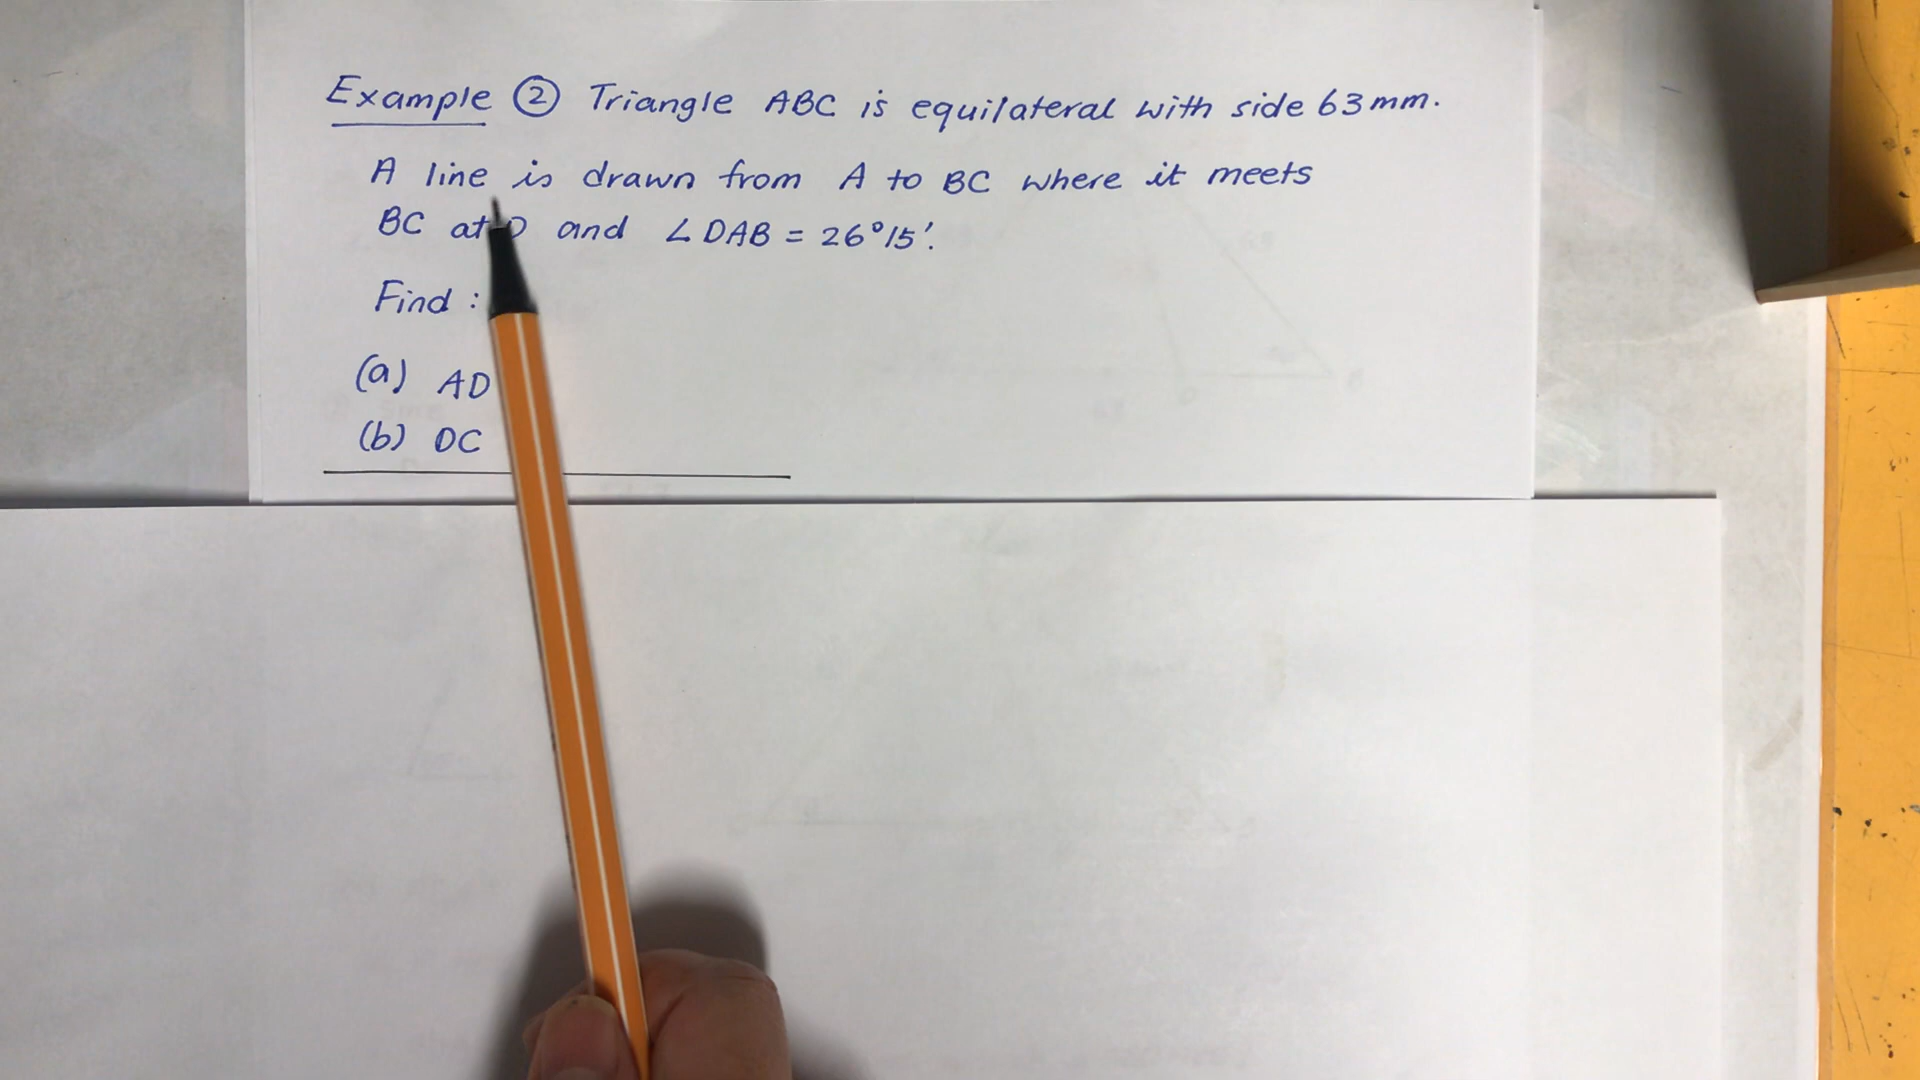 Example ② Triangle ABC is equilateral with side 63mm.
A line is drawn from A to BC where it meets
BC at D and ∠DAB = 26°15'.
Find :
(a) AD
(b) DC